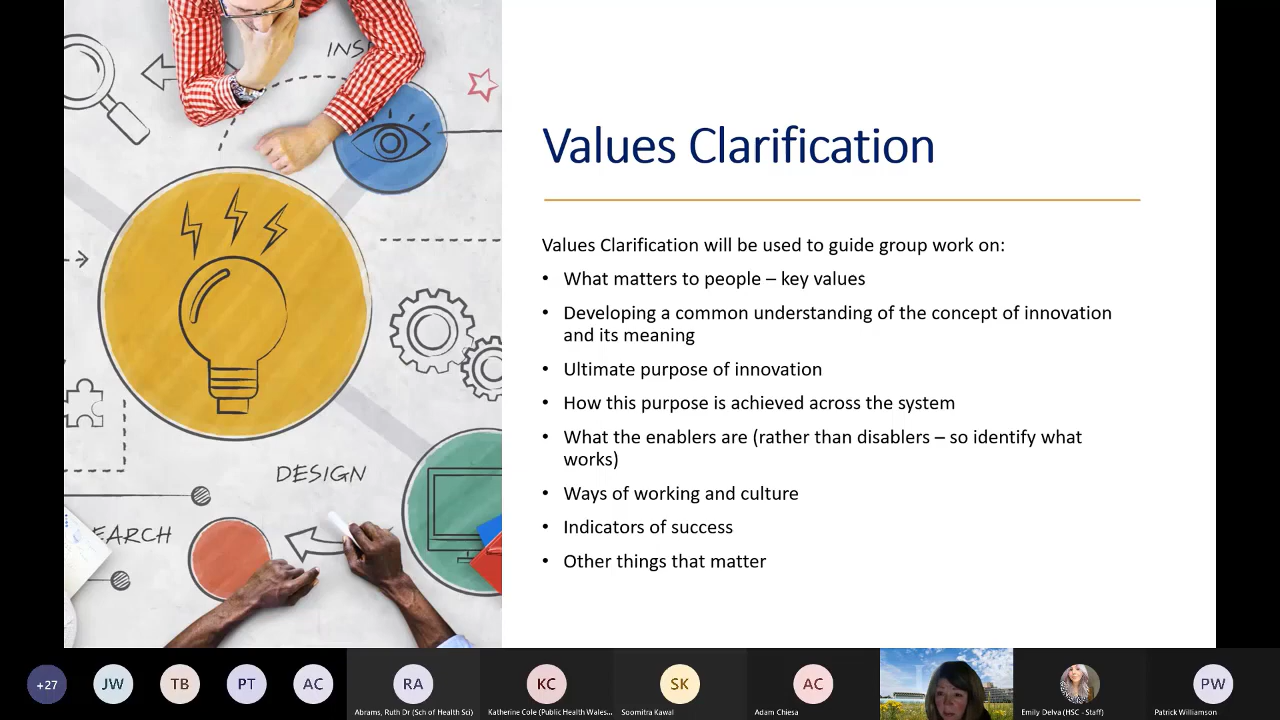 INS
DESIGN
EARCH
Values Clarification
Values Clarification will be used to guide group work on:
• What matters to people – key values
• Developing a common understanding of the concept of innovation
and its meaning
• Ultimate purpose of innovation
• How this purpose is achieved across the system
• What the enablers are (rather than disablers – so identify what
works)
• Ways of working and culture
• Indicators of success
• Other things that matter
+27
JW
TB
PT
AC
RA
KC
SK
AC
PW
Abrams, Ruth Dr (Sch of Health Sci)
Katherine Cole (Public Health Wales...
Soomitra Kawal
Adam Chiesa
Emily Delva (HSC - Staff)
Patrick Williamson